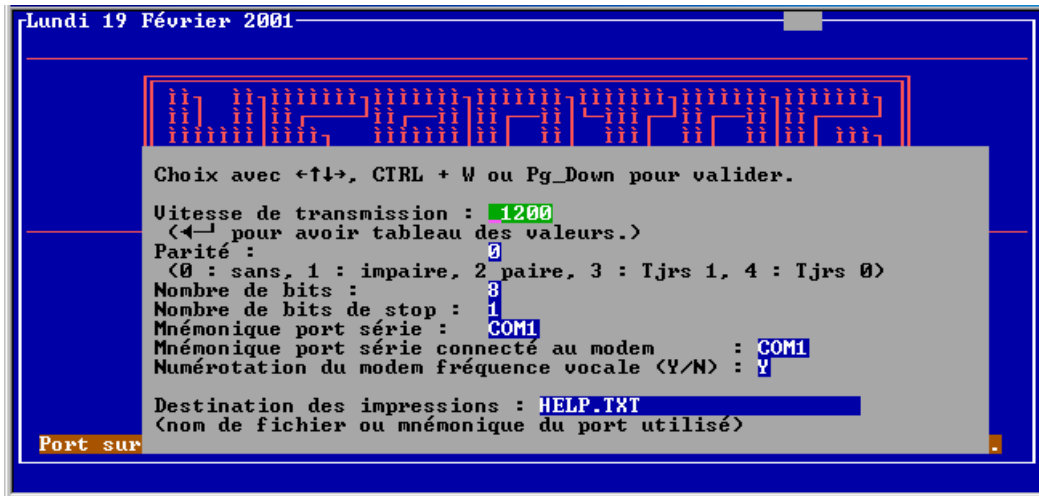 Lundi 19 Février 2001
Choix avec ←↑↓→, CTRL + W ou Pg_Down pour valider.
Vitesse de transmission : 1200
(◄┘ pour avoir tableau des valeurs.)
Parité : 0
(0 : sans, 1 : impaire, 2 paire, 3 : Tjrs 1, 4 : Tjrs 0)
Nombre de bits : 8
Nombre de bits de stop : 1
Mnémonique port série : COM1
Mnémonique port série connecté au modem : COM1
Numérotation du modem fréquence vocale (Y/N) : Y
Destination des impressions : HELP.TXT
(nom de fichier ou mnémonique du port utilisé)
Port sur .